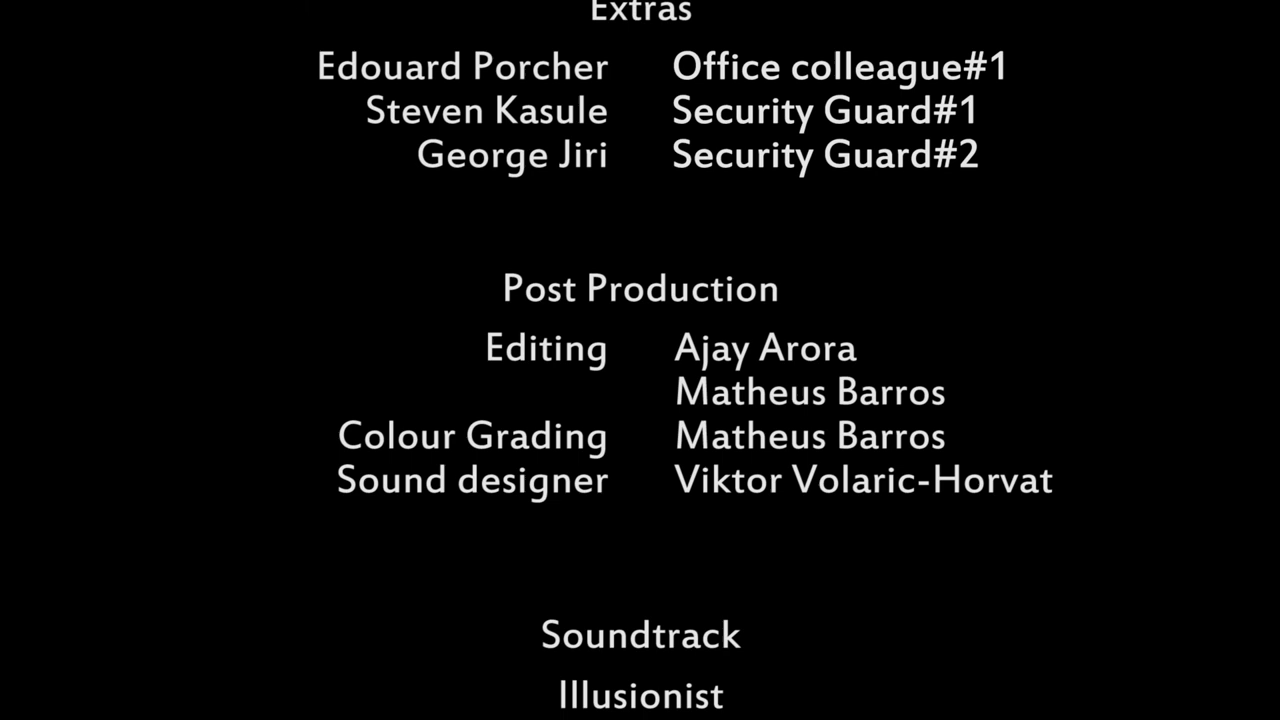 Extras
Edouard Porcher Office colleague#1
Steven Kasule Security Guard#1
George Jiri Security Guard#2
Post Production
Editing Ajay Arora
Matheus Barros
Colour Grading Matheus Barros
Sound designer Viktor Volaric-Horvat
Soundtrack
Illusionist